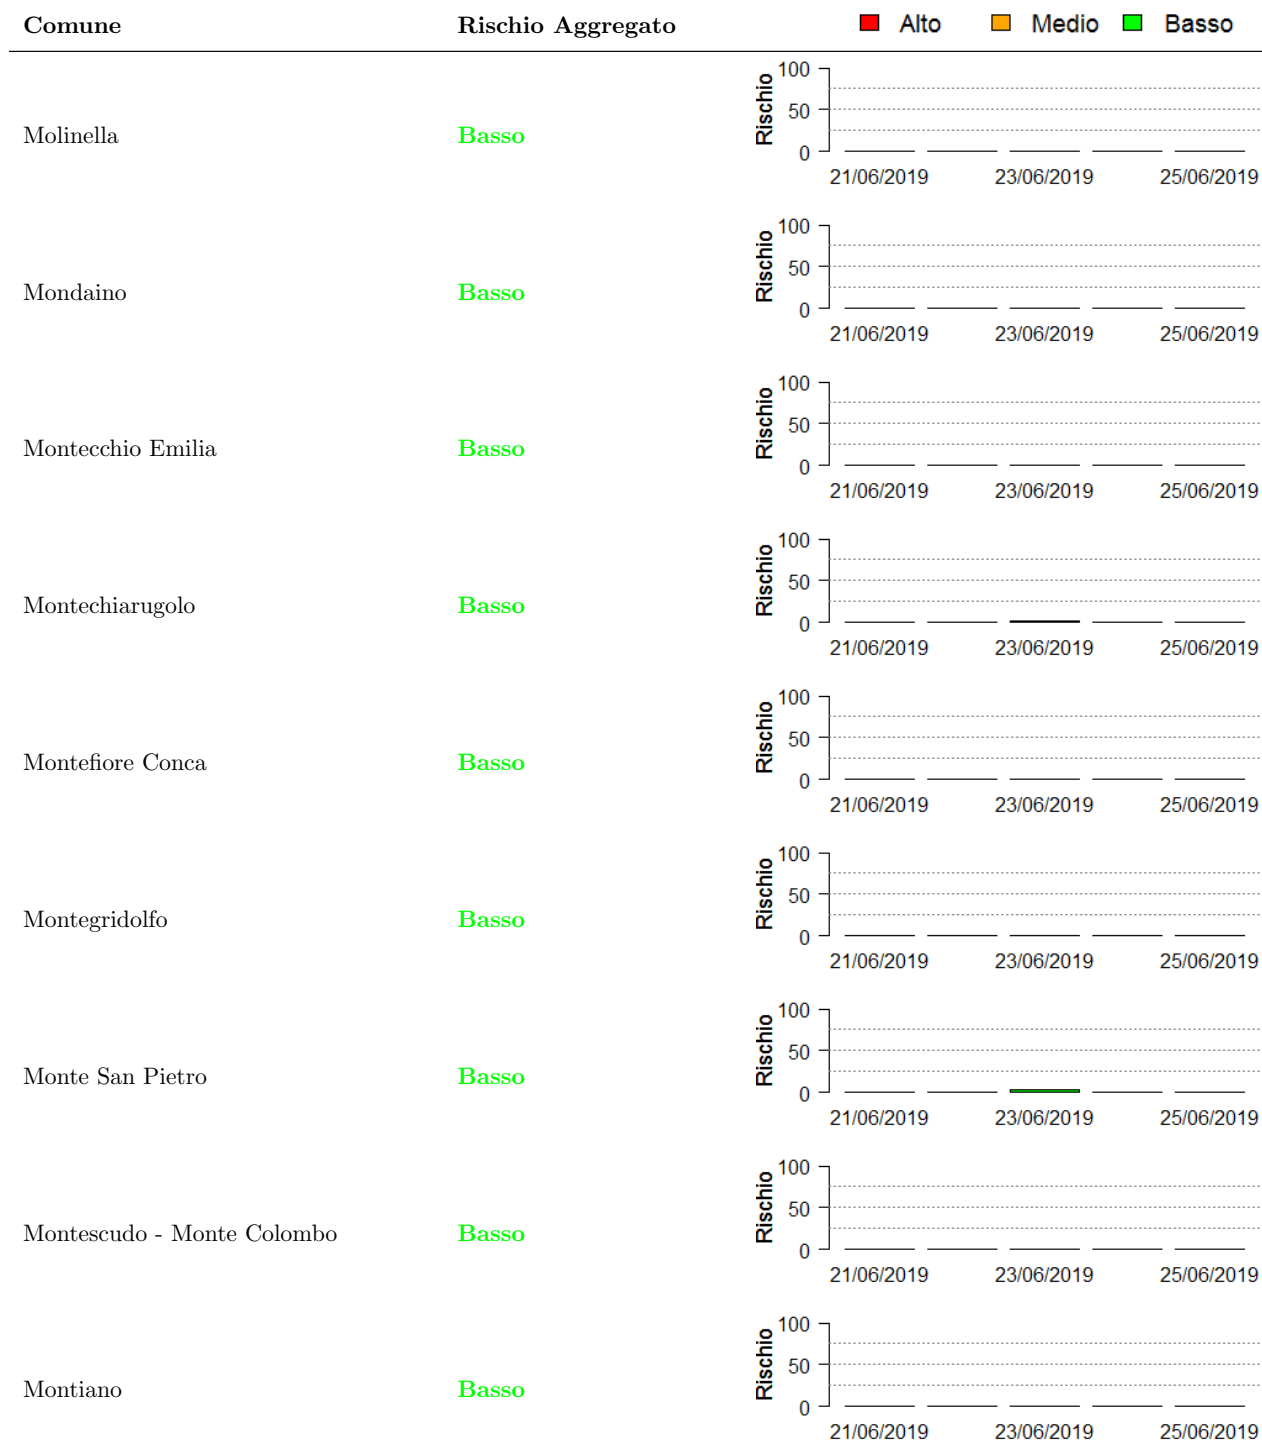 Comune Rischio Aggregato Alto Medio Basso
Molinella Basso
Rischio
100
50
0
21/06/2019 23/06/2019 25/06/2019
Mondaino Basso
Rischio
100
50
0
21/06/2019 23/06/2019 25/06/2019
Montecchio Emilia Basso
Rischio
100
50
0
21/06/2019 23/06/2019 25/06/2019
Montechiarugolo Basso
Rischio
100
50
0
21/06/2019 23/06/2019 25/06/2019
Montefiore Conca Basso
Rischio
100
50
0
21/06/2019 23/06/2019 25/06/2019
Montegridolfo Basso
Rischio
100
50
0
21/06/2019 23/06/2019 25/06/2019
Monte San Pietro Basso
Rischio
100
50
0
21/06/2019 23/06/2019 25/06/2019
Montescudo - Monte Colombo Basso
Rischio
100
50
0
21/06/2019 23/06/2019 25/06/2019
Montiano Basso
Rischio
100
50
0
21/06/2019 23/06/2019 25/06/2019